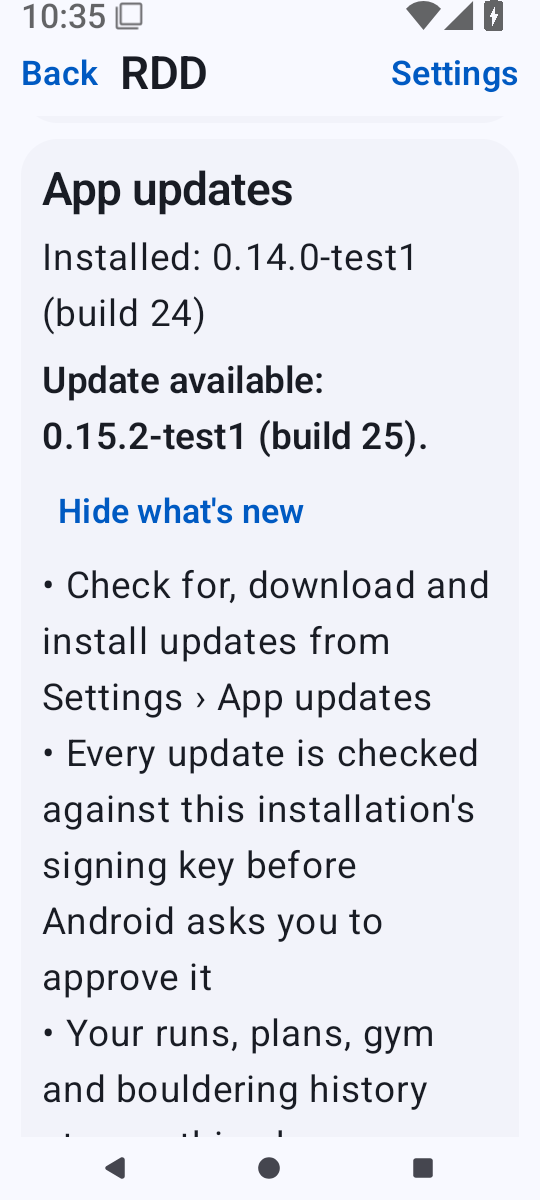 10:35
Back RDD Settings
App updates
Installed: 0.14.0-test1
(build 24)
Update available:
0.15.2-test1 (build 25).
Hide what's new
• Check for, download and
install updates from
Settings › App updates
• Every update is checked
against this installation's
signing key before
Android asks you to
approve it
• Your runs, plans, gym
and bouldering history